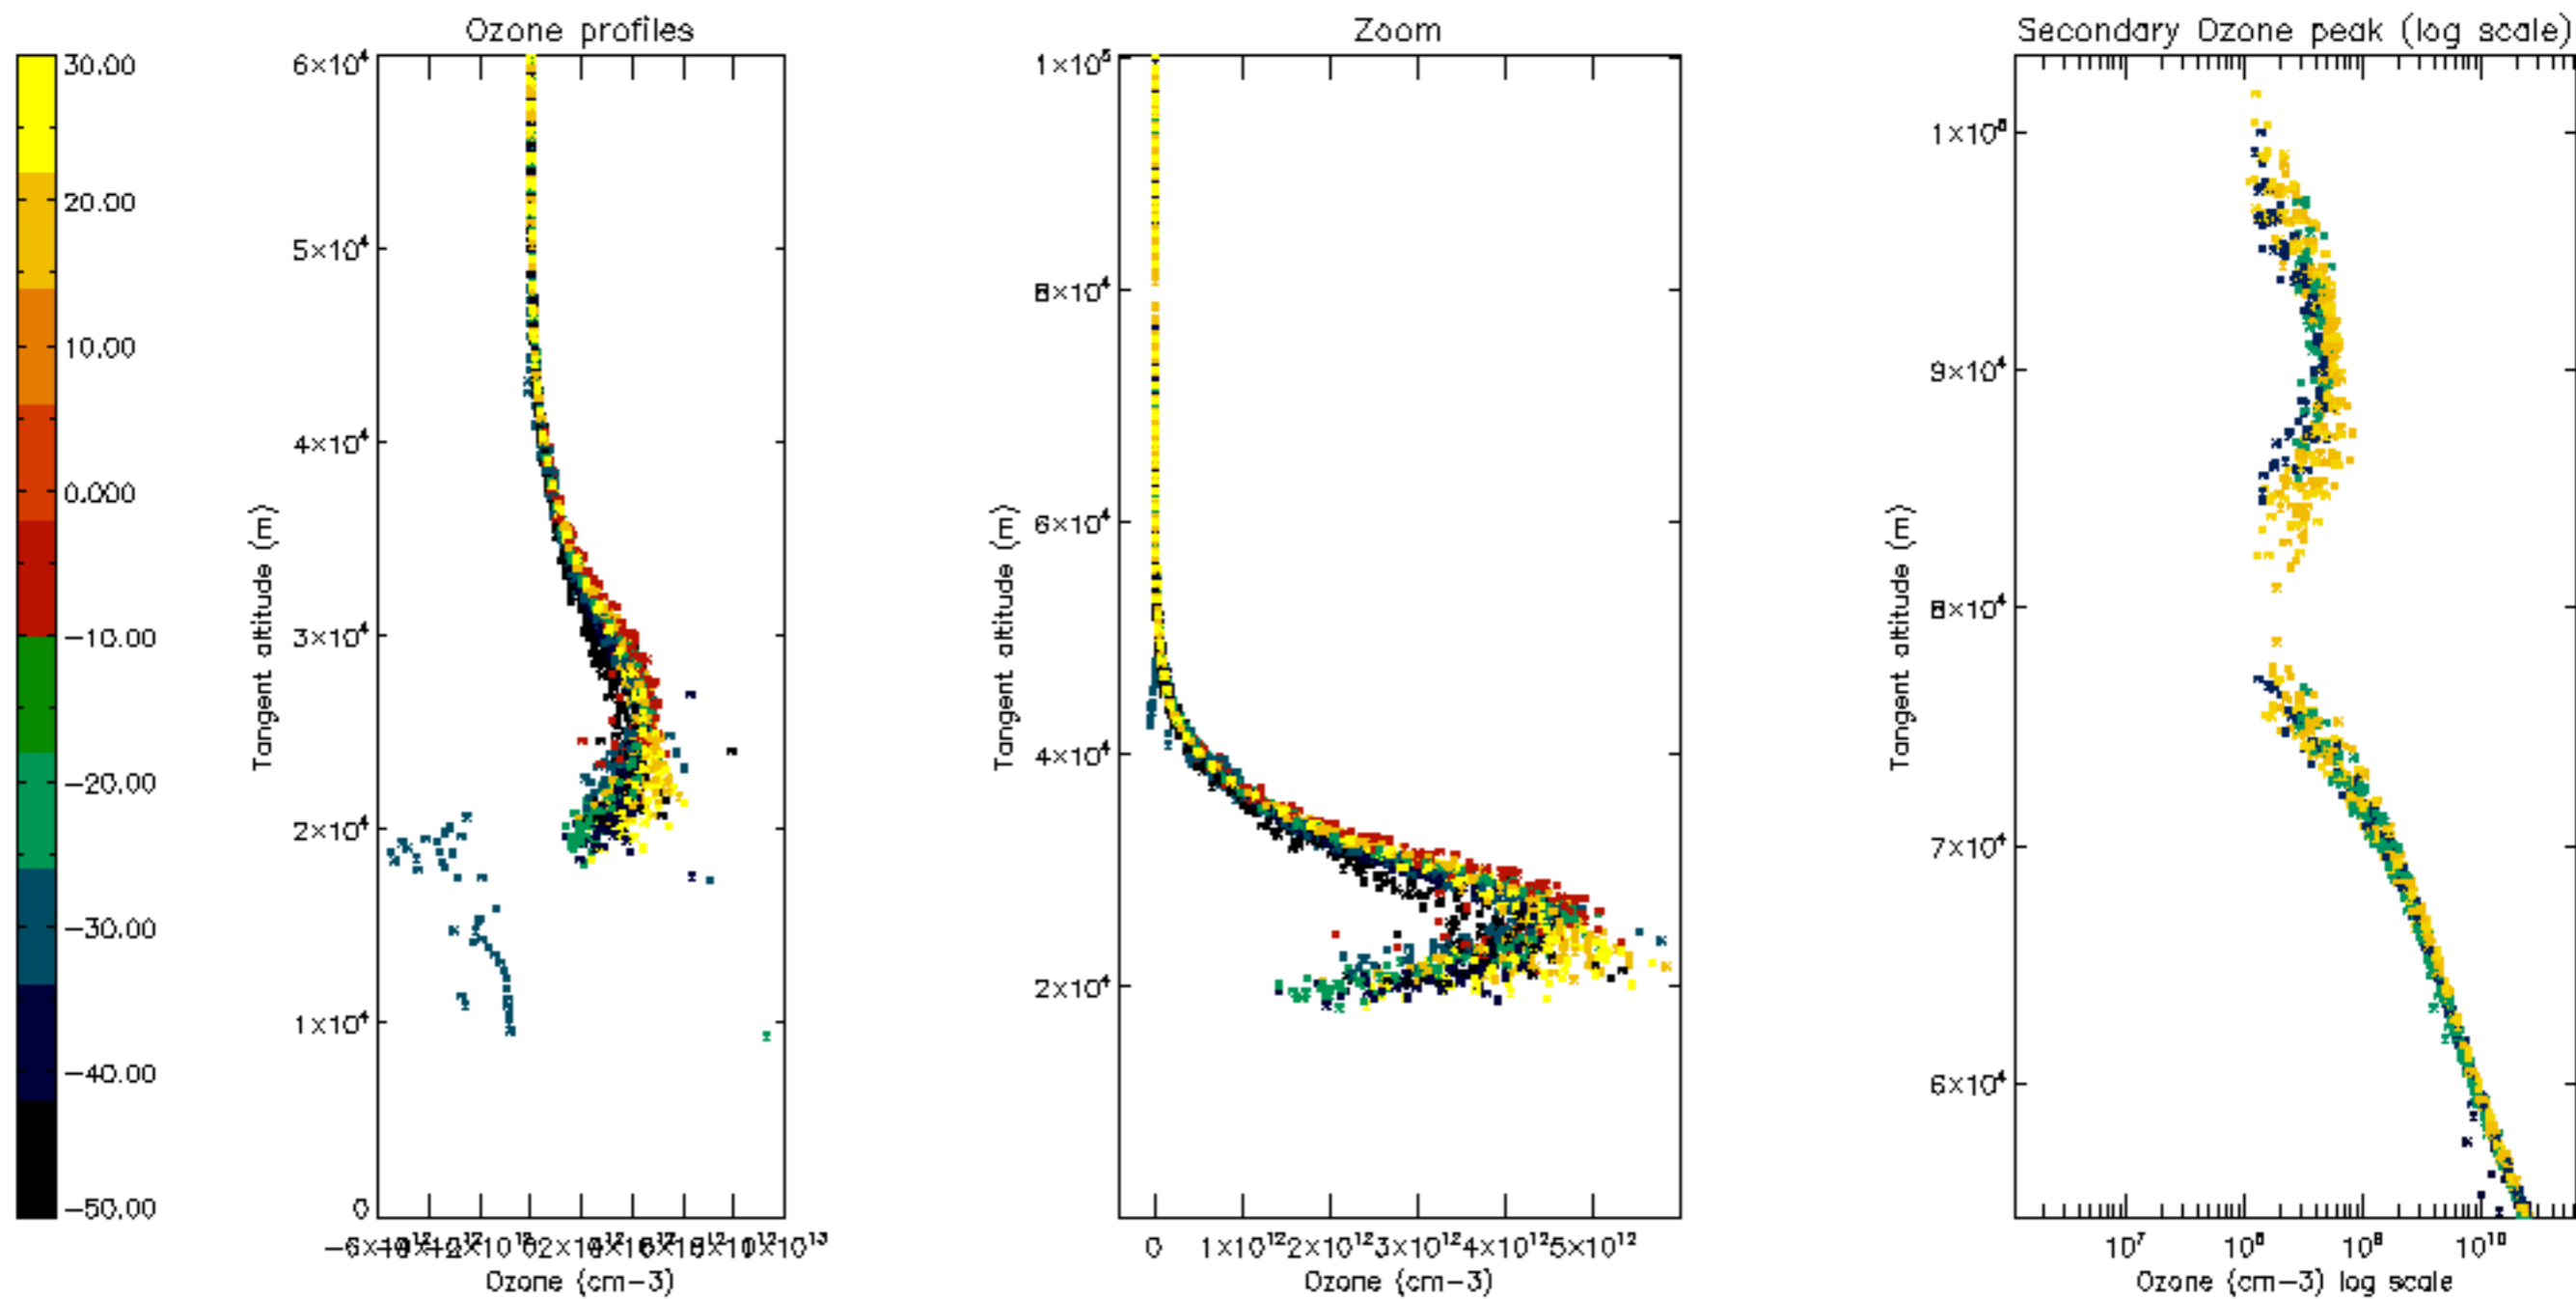 Ozone profiles
Zoom
Secondary Ozone peak (log scale)
30.00
20.00
10.00
0.000
−10.00
−20.00
−30.00
−40.00
−50.00
6×10⁴
5×10⁴
4×10⁴
3×10⁴
2×10⁴
1×10⁴
0
Tangent altitude (m)
Ozone (cm−3)
1×10⁵
8×10⁴
6×10⁴
4×10⁴
2×10⁴
Tangent altitude (m)
0 1×10¹² 2×10¹² 3×10¹² 4×10¹² 5×10¹²
Ozone (cm−3)
9×10⁴
8×10⁴
7×10⁴
6×10⁴
Tangent altitude (m)
10⁷ 10⁸ 10⁹ 10¹⁰
Ozone (cm−3) log scale